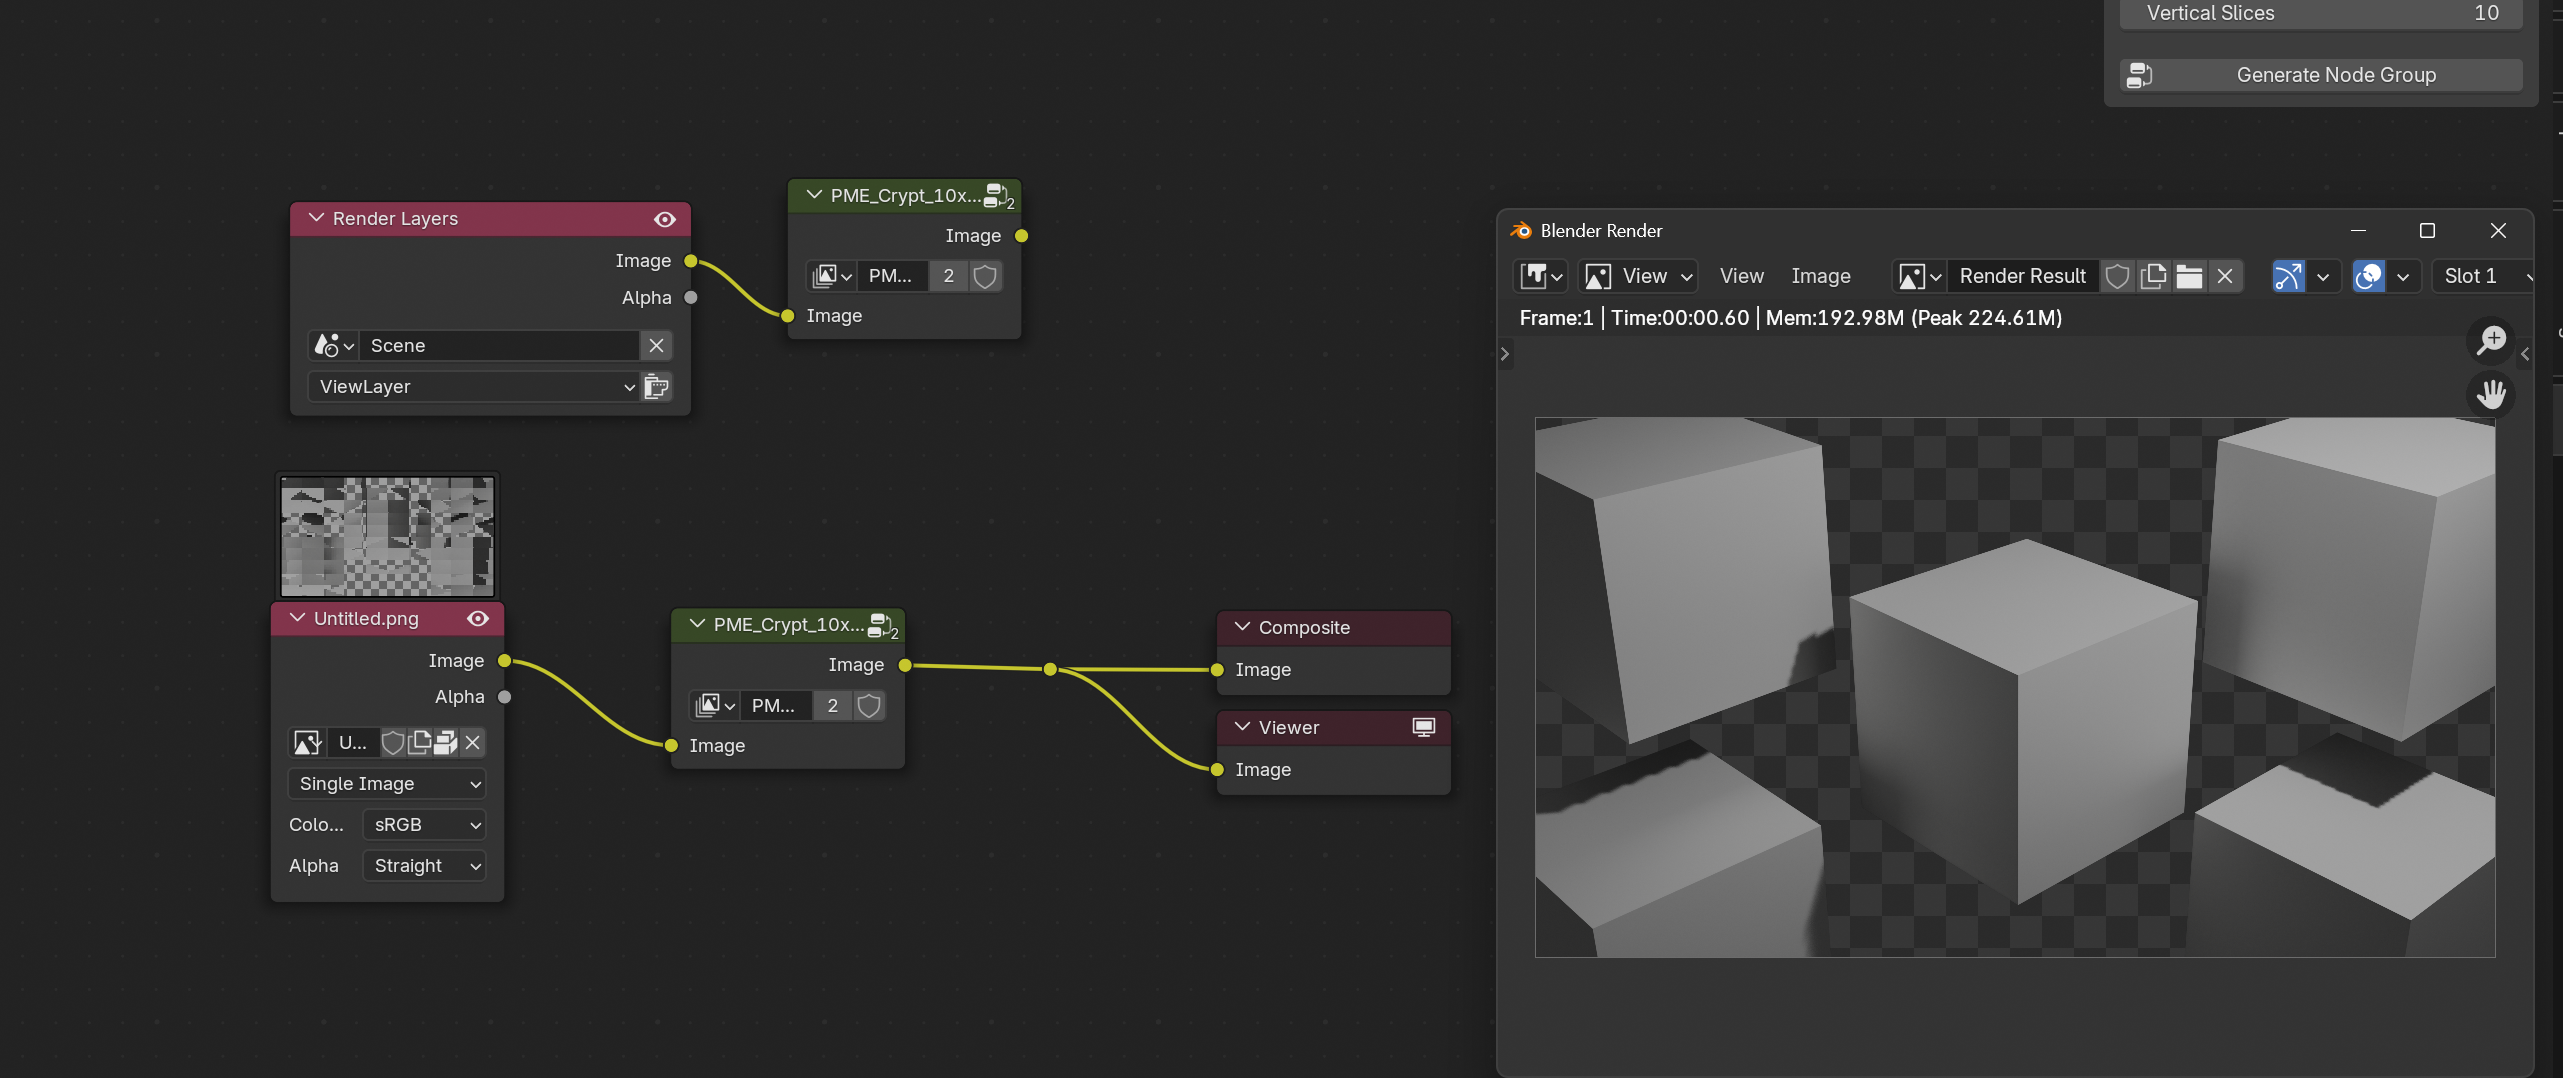 Vertical Slices 10
Generate Node Group
Render Layers
Image
Alpha
Scene
ViewLayer
PME_Crypt_10x... 2
Image
PM... 2
Image
Untitled.png
Image
Alpha
U...
Single Image
Colo... sRGB
Alpha Straight
PME_Crypt_10x... 2
Image
PM... 2
Image
Composite
Image
Viewer
Image
Blender Render
View View Image Render Result Slot 1
Frame:1 | Time:00:00.60 | Mem:192.98M (Peak 224.61M)